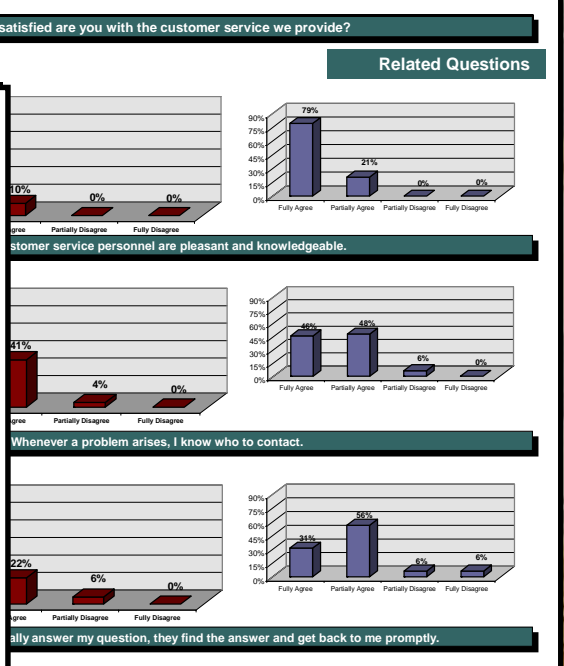 satisfied are you with the customer service we provide?
Related Questions
10% 0% 0%
agree Partially Disagree Fully Disagree
90%
75%
60%
45%
30%
15%
0%
79% 21% 0% 0%
Fully Agree Partially Agree Partially Disagree Fully Disagree
stomer service personnel are pleasant and knowledgeable.
41% 4% 0%
Agree Partially Disagree Fully Disagree
90%
75%
60%
45%
30%
15%
0%
46% 48% 6% 0%
Fully Agree Partially Agree Partially Disagree Fully Disagree
Whenever a problem arises, I know who to contact.
22% 6% 0%
Agree Partially Disagree Fully Disagree
90%
75%
60%
45%
30%
15%
0%
31% 56% 6% 6%
Fully Agree Partially Agree Partially Disagree Fully Disagree
ally answer my question, they find the answer and get back to me promptly.